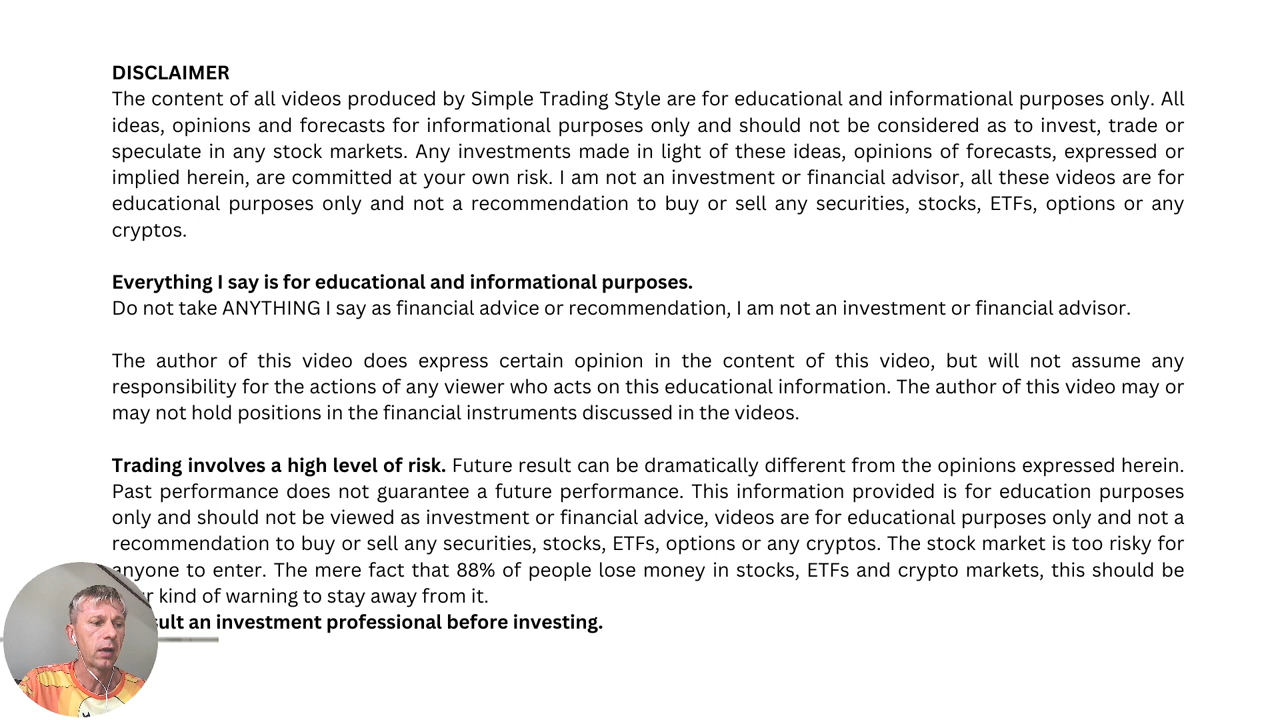 DISCLAIMER
The content of all videos produced by Simple Trading Style are for educational and informational purposes only. All
ideas, opinions and forecasts for informational purposes only and should not be considered as to invest, trade or
speculate in any stock markets. Any investments made in light of these ideas, opinions of forecasts, expressed or
implied herein, are committed at your own risk. I am not an investment or financial advisor, all these videos are for
educational purposes only and not a recommendation to buy or sell any securities, stocks, ETFs, options or any
cryptos.
Everything I say is for educational and informational purposes.
Do not take ANYTHING I say as financial advice or recommendation, I am not an investment or financial advisor.
The author of this video does express certain opinion in the content of this video, but will not assume any
responsibility for the actions of any viewer who acts on this educational information. The author of this video may or
may not hold positions in the financial instruments discussed in the videos.
Trading involves a high level of risk. Future result can be dramatically different from the opinions expressed herein.
Past performance does not guarantee a future performance. This information provided is for education purposes
only and should not be viewed as investment or financial advice, videos are for educational purposes only and not a
recommendation to buy or sell any securities, stocks, ETFs, options or any cryptos. The stock market is too risky for
anyone to enter. The mere fact that 88% of people lose money in stocks, ETFs and crypto markets, this should be
kind of warning to stay away from it.
an investment professional before investing.